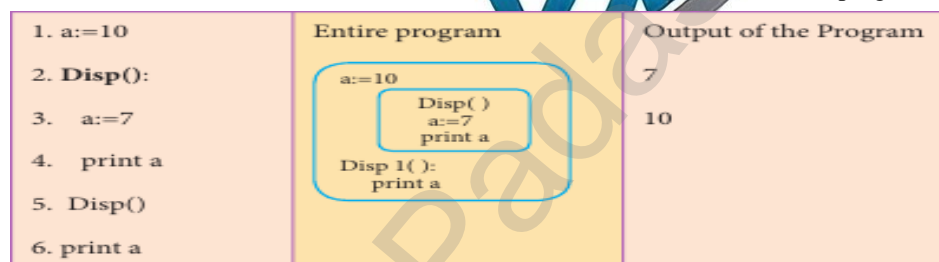 1. a:=10
2. Disp():
3. a:=7
4. print a
5. Disp()
6. print a
Entire program
a:=10
Disp( )
a:=7
print a
Disp 1( ):
print a
Output of the Program
7
10